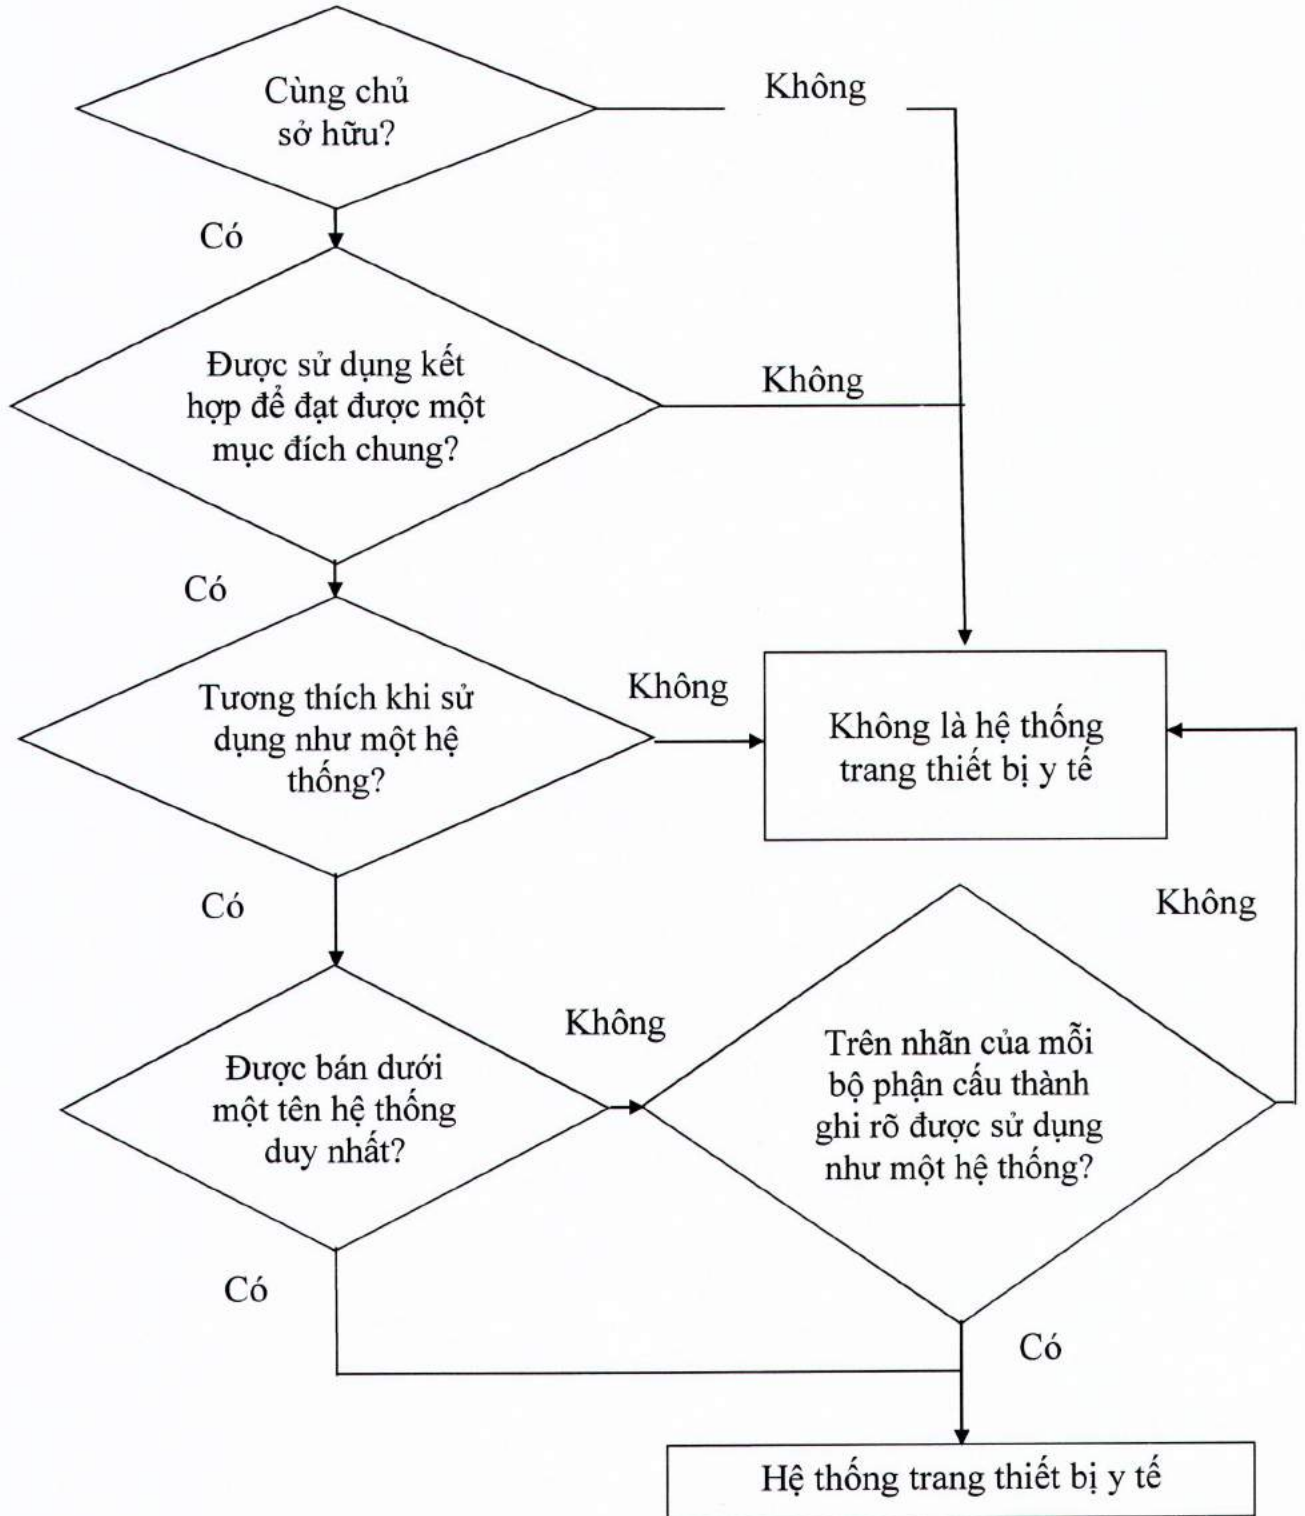 Cùng chủ
sở hữu?
Không
Có
Được sử dụng kết
hợp để đạt được một
mục đích chung?
Không
Có
Tương thích khi sử
dụng như một hệ
thống?
Không
Không là hệ thống
trang thiết bị y tế
Có
Không
Được bán dưới
một tên hệ thống
duy nhất?
Không
Trên nhãn của mỗi
bộ phận cấu thành
ghi rõ được sử dụng
như một hệ thống?
Có
Có
Hệ thống trang thiết bị y tế